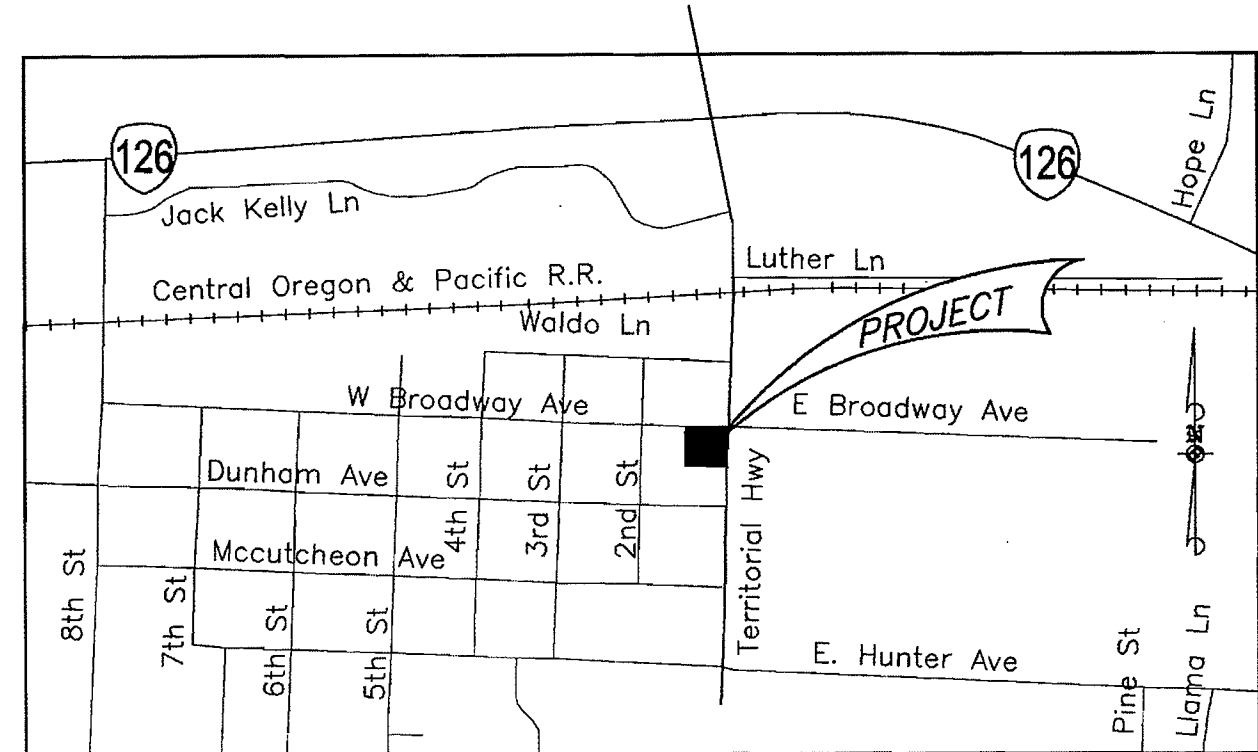 Hope Ln
126
126
Jack Kelly Ln
Luther Ln
Central Oregon & Pacific R.R.
PROJECT
Waldo Ln
W Broadway Ave
E Broadway Ave
Dunham Ave
4th St
3rd St
2nd St
Territorial Hwy
Mccutcheon Ave
8th St
7th St
6th St
5th St
E. Hunter Ave
Pine St
Llama Ln